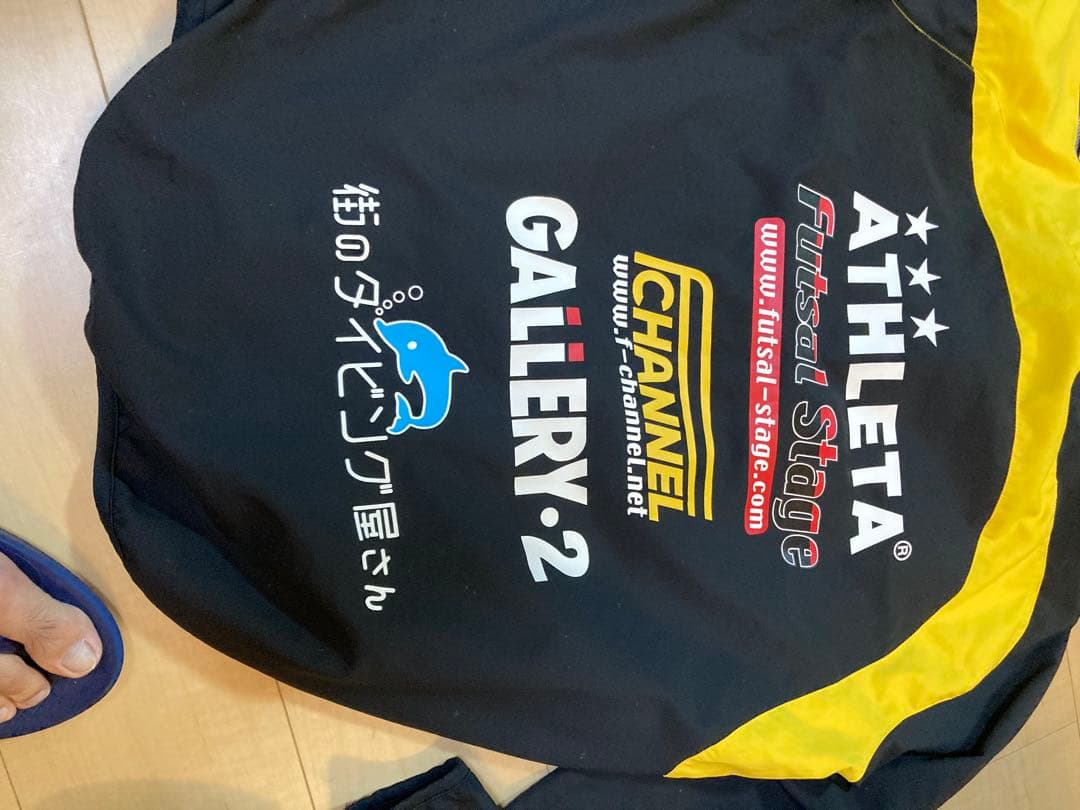 ATHLETA®
Futsal Stage
www.futsal-stage.com
FCHANNEL
www.f-channel.net
GALLERY・2
街のダイビング屋さん